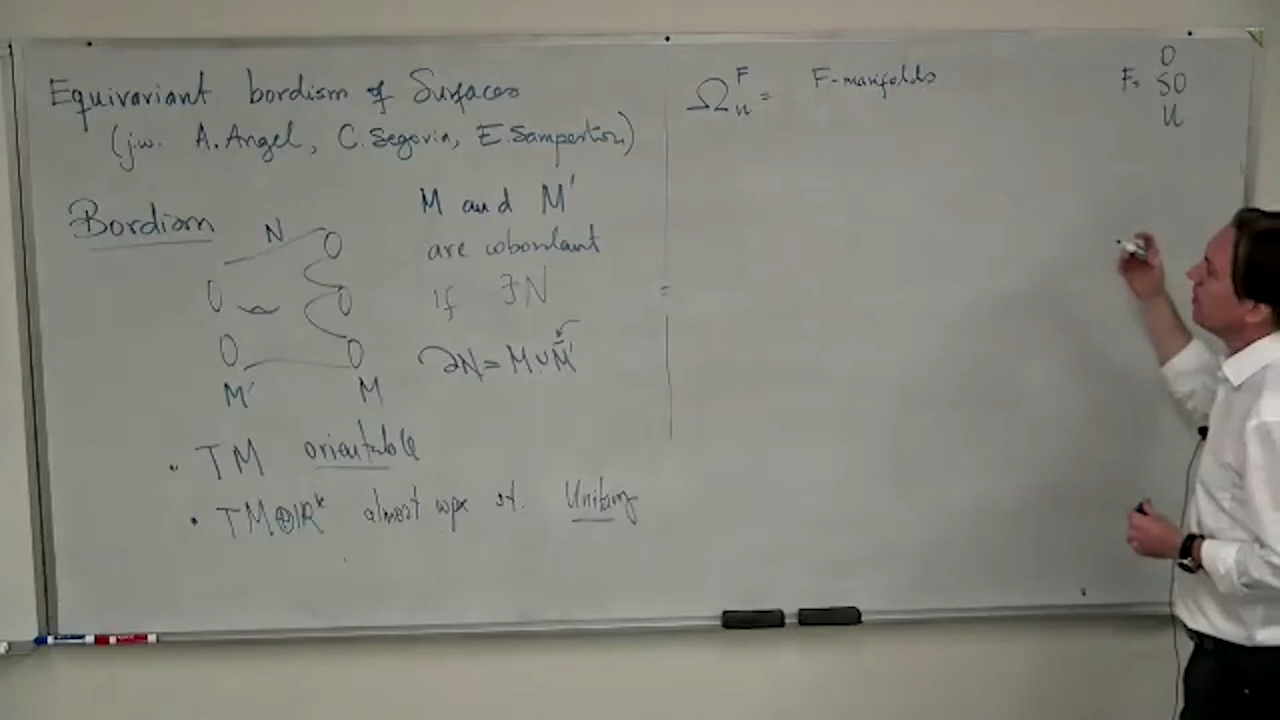 Equivariant bordism of Surfaces
(j.w. A. Angel, C. Segovia, E. Samperton)
Bordism
N
M' M
M and M'
are cobordant
if ∃N
∂N = M ∪ M̄'
• TM orientable
• TM⊕ℝᵏ almost cpx st. Unitary
Ω_n^F =
F-manifolds
F= O
SO
U